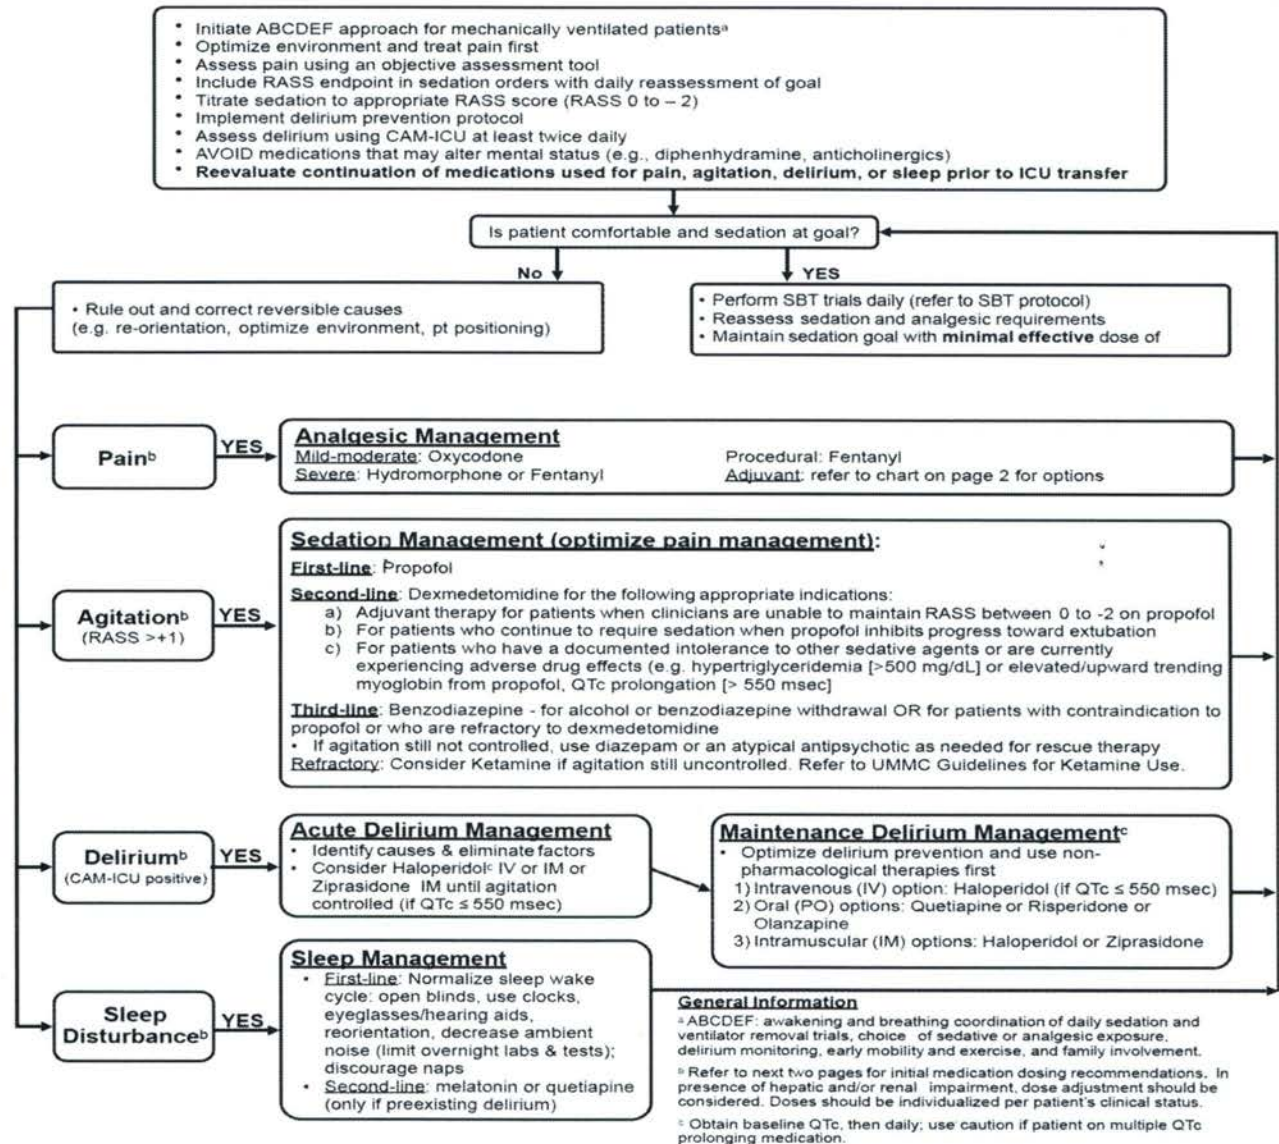 • Initiate ABCDEF approach for mechanically ventilated patientsᵃ
• Optimize environment and treat pain first
• Assess pain using an objective assessment tool
• Include RASS endpoint in sedation orders with daily reassessment of goal
• Titrate sedation to appropriate RASS score (RASS 0 to – 2)
• Implement delirium prevention protocol
• Assess delirium using CAM-ICU at least twice daily
• AVOID medications that may alter mental status (e.g., diphenhydramine, anticholinergics)
• Reevaluate continuation of medications used for pain, agitation, delirium, or sleep prior to ICU transfer
Is patient comfortable and sedation at goal?
No
YES
• Rule out and correct reversible causes
(e.g. re-orientation, optimize environment, pt positioning)
• Perform SBT trials daily (refer to SBT protocol)
• Reassess sedation and analgesic requirements
• Maintain sedation goal with minimal effective dose of
Painᵇ
YES
Analgesic Management
Mild-moderate: Oxycodone
Procedural: Fentanyl
Severe: Hydromorphone or Fentanyl
Adjuvant: refer to chart on page 2 for options
Agitationᵇ
(RASS >+1)
YES
Sedation Management (optimize pain management):
First-line: Propofol
Second-line: Dexmedetomidine for the following appropriate indications:
a) Adjuvant therapy for patients when clinicians are unable to maintain RASS between 0 to -2 on propofol
b) For patients who continue to require sedation when propofol inhibits progress toward extubation
c) For patients who have a documented intolerance to other sedative agents or are currently
experiencing adverse drug effects (e.g. hypertriglyceridemia [>500 mg/dL] or elevated/upward trending
myoglobin from propofol, QTc prolongation [> 550 msec]
Third-line: Benzodiazepine - for alcohol or benzodiazepine withdrawal OR for patients with contraindication to
propofol or who are refractory to dexmedetomidine
• If agitation still not controlled, use diazepam or an atypical antipsychotic as needed for rescue therapy
Refractory: Consider Ketamine if agitation still uncontrolled. Refer to UMMC Guidelines for Ketamine Use.
Deliriumᵇ
(CAM-ICU positive)
YES
Acute Delirium Management
• Identify causes & eliminate factors
• Consider Haloperidolᶜ IV or IM or
Ziprasidone IM until agitation
controlled (if QTc ≤ 550 msec)
Maintenance Delirium Managementᶜ
• Optimize delirium prevention and use non-
pharmacological therapies first
1) Intravenous (IV) option: Haloperidol (if QTc ≤ 550 msec)
2) Oral (PO) options: Quetiapine or Risperidone or
Olanzapine
3) Intramuscular (IM) options: Haloperidol or Ziprasidone
Sleep
Disturbanceᵇ
YES
Sleep Management
• First-line: Normalize sleep wake
cycle: open blinds, use clocks,
eyeglasses/hearing aids,
reorientation, decrease ambient
noise (limit overnight labs & tests);
discourage naps
• Second-line: melatonin or quetiapine
(only if preexisting delirium)
General Information
ᵃ ABCDEF: awakening and breathing coordination of daily sedation and
ventilator removal trials, choice of sedative or analgesic exposure,
delirium monitoring, early mobility and exercise, and family involvement.
ᵇ Refer to next two pages for initial medication dosing recommendations. In
presence of hepatic and/or renal impairment, dose adjustment should be
considered. Doses should be individualized per patient's clinical status.
ᶜ Obtain baseline QTc, then daily; use caution if patient on multiple QTc
prolonging medication.